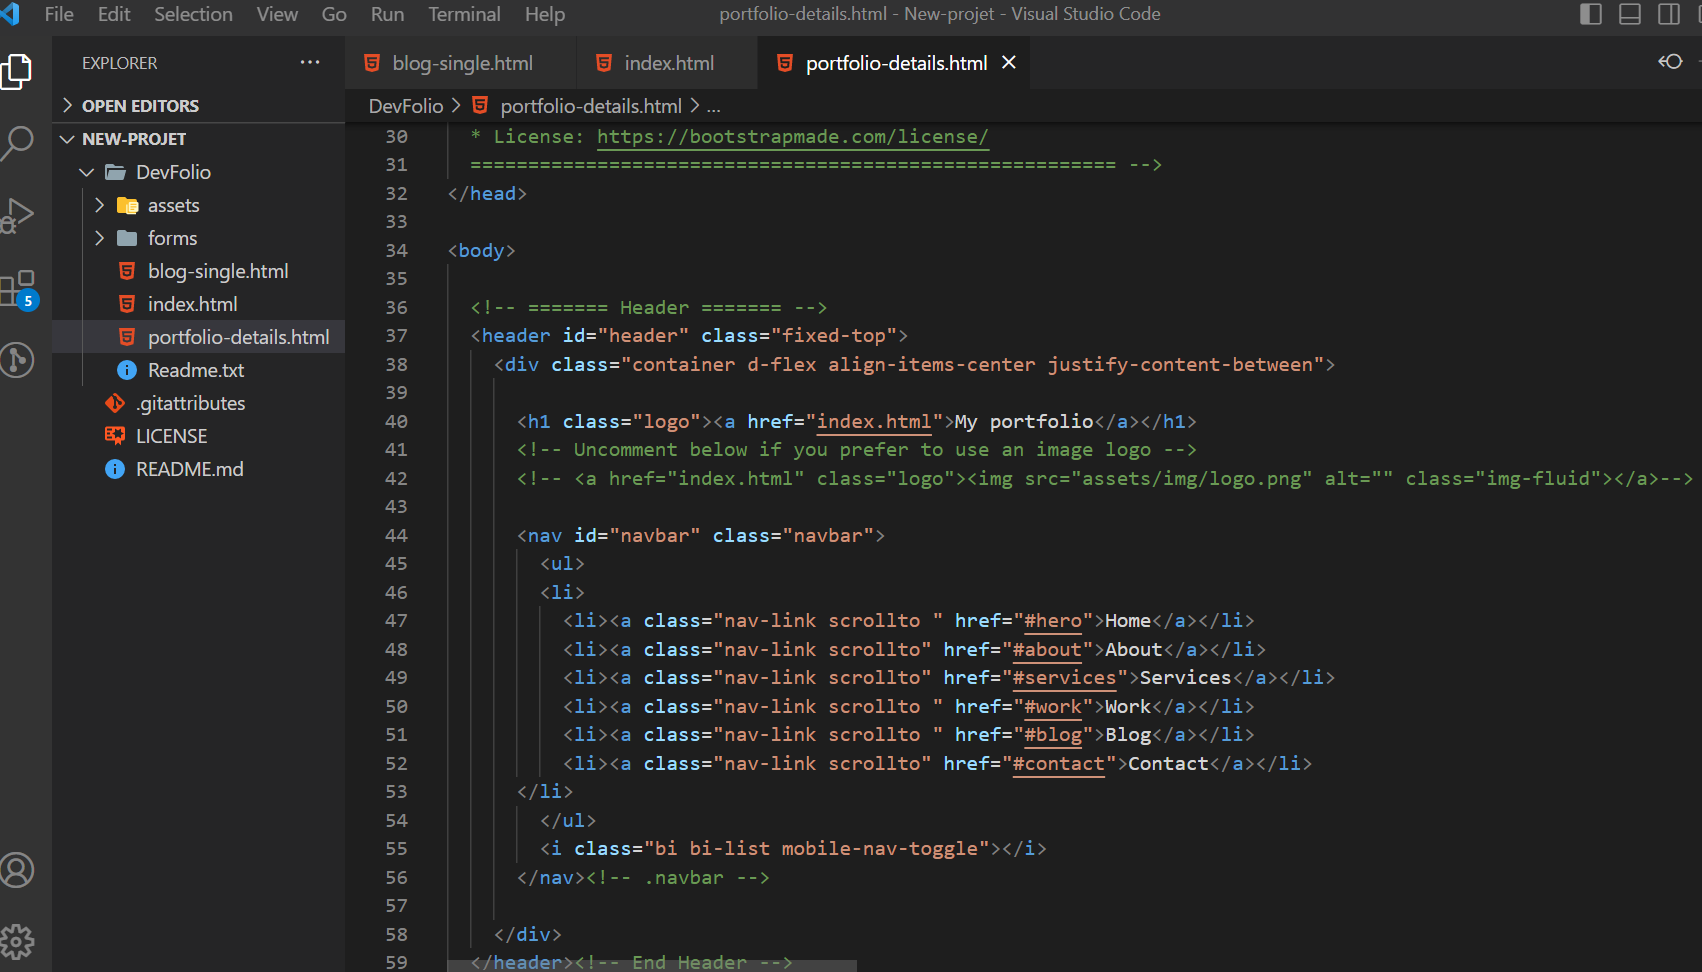 File Edit Selection View Go Run Terminal Help
portfolio-details.html - New-projet - Visual Studio Code
EXPLORER ...
OPEN EDITORS
NEW-PROJET
DevFolio
assets
forms
blog-single.html
index.html
portfolio-details.html
Readme.txt
.gitattributes
LICENSE
README.md
5
blog-single.html
index.html
portfolio-details.html
DevFolio > portfolio-details.html > ...
30 * License: https://bootstrapmade.com/license/
31 ======================================================== -->
32 </head>
33
34 <body>
35
36 <!-- ======= Header ======= -->
37 <header id="header" class="fixed-top">
38 <div class="container d-flex align-items-center justify-content-between">
39
40 <h1 class="logo"><a href="index.html">My portfolio</a></h1>
41 <!-- Uncomment below if you prefer to use an image logo -->
42 <!-- <a href="index.html" class="logo"><img src="assets/img/logo.png" alt="" class="img-fluid"></a>-->
43
44 <nav id="navbar" class="navbar">
45 <ul>
46 <li>
47 <li><a class="nav-link scrollto " href="#hero">Home</a></li>
48 <li><a class="nav-link scrollto" href="#about">About</a></li>
49 <li><a class="nav-link scrollto" href="#services">Services</a></li>
50 <li><a class="nav-link scrollto " href="#work">Work</a></li>
51 <li><a class="nav-link scrollto " href="#blog">Blog</a></li>
52 <li><a class="nav-link scrollto" href="#contact">Contact</a></li>
53 </li>
54 </ul>
55 <i class="bi bi-list mobile-nav-toggle"></i>
56 </nav><!-- .navbar -->
57
58 </div>
59 </header><!-- End Header -->